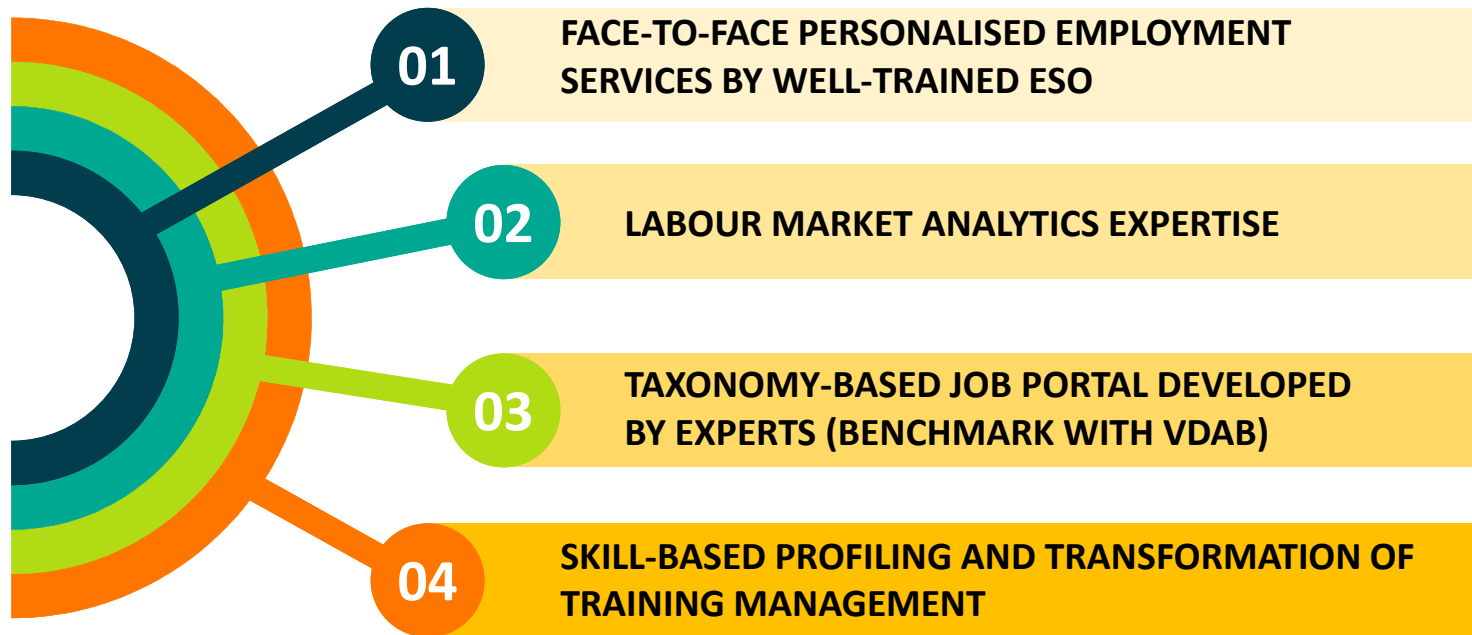 01
FACE-TO-FACE PERSONALISED EMPLOYMENT
SERVICES BY WELL-TRAINED ESO
02
LABOUR MARKET ANALYTICS EXPERTISE
03
TAXONOMY-BASED JOB PORTAL DEVELOPED
BY EXPERTS (BENCHMARK WITH VDAB)
04
SKILL-BASED PROFILING AND TRANSFORMATION OF
TRAINING MANAGEMENT